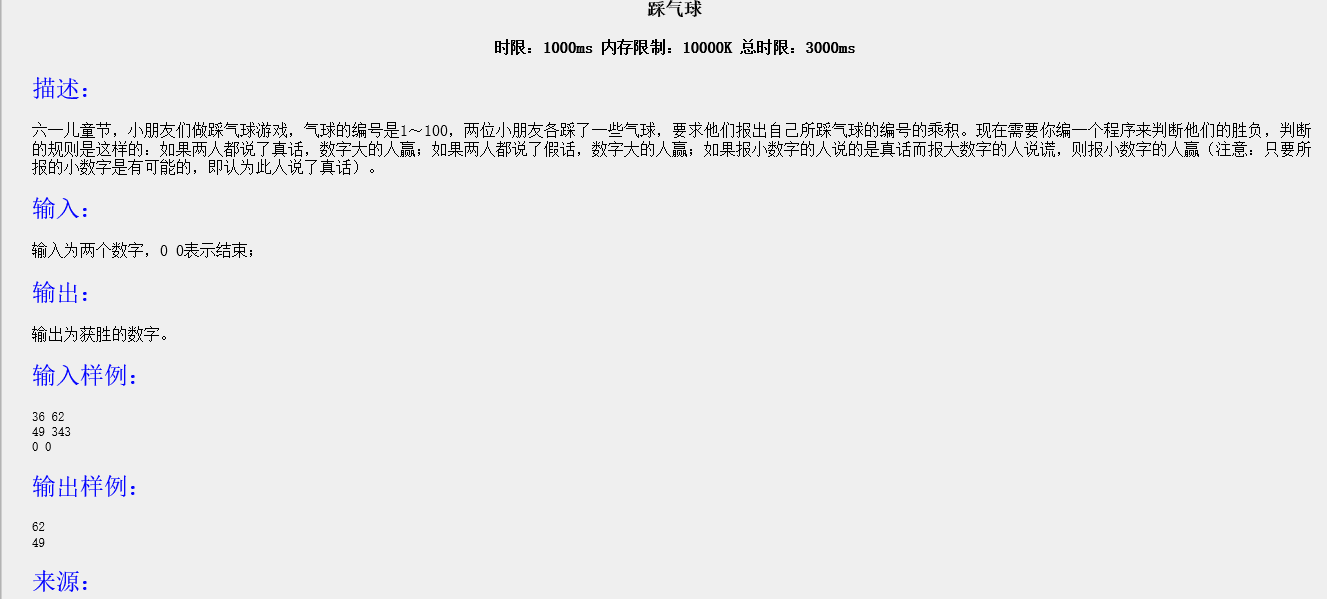 踩气球
时限：1000ms 内存限制：10000K 总时限：3000ms
描述：
六一儿童节，小朋友们做踩气球游戏，气球的编号是1～100，两位小朋友各踩了一些气球，要求他们报出自己所踩气球的编号的乘积。现在需要你编一个程序来判断他们的胜负，判断
的规则是这样的：如果两人都说了真话，数字大的人赢；如果两人都说了假话，数字大的人赢；如果报小数字的人说的是真话而报大数字的人说谎，则报小数字的人赢（注意：只要所
报的小数字是有可能的，即认为此人说了真话）。
输入：
输入为两个数字，0 0表示结束；
输出：
输出为获胜的数字。
输入样例：
36 62
49 343
0 0
输出样例：
62
49
来源：